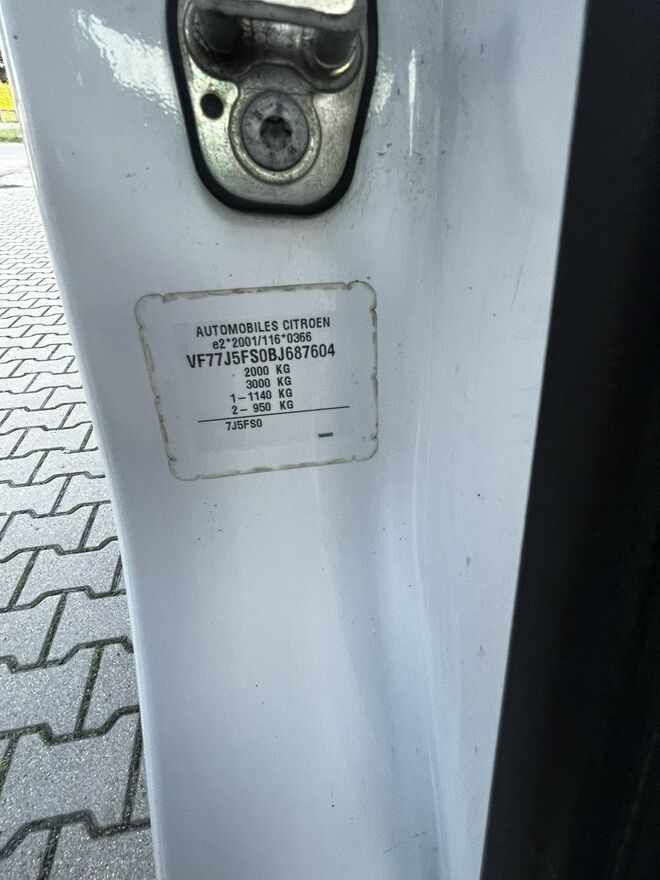 AUTOMOBILES CITROEN
e2*2001/116*0366
VF77J5FS0BJ687604
2000 KG
3000 KG
1-1140 KG
2- 950 KG
7J5FS0